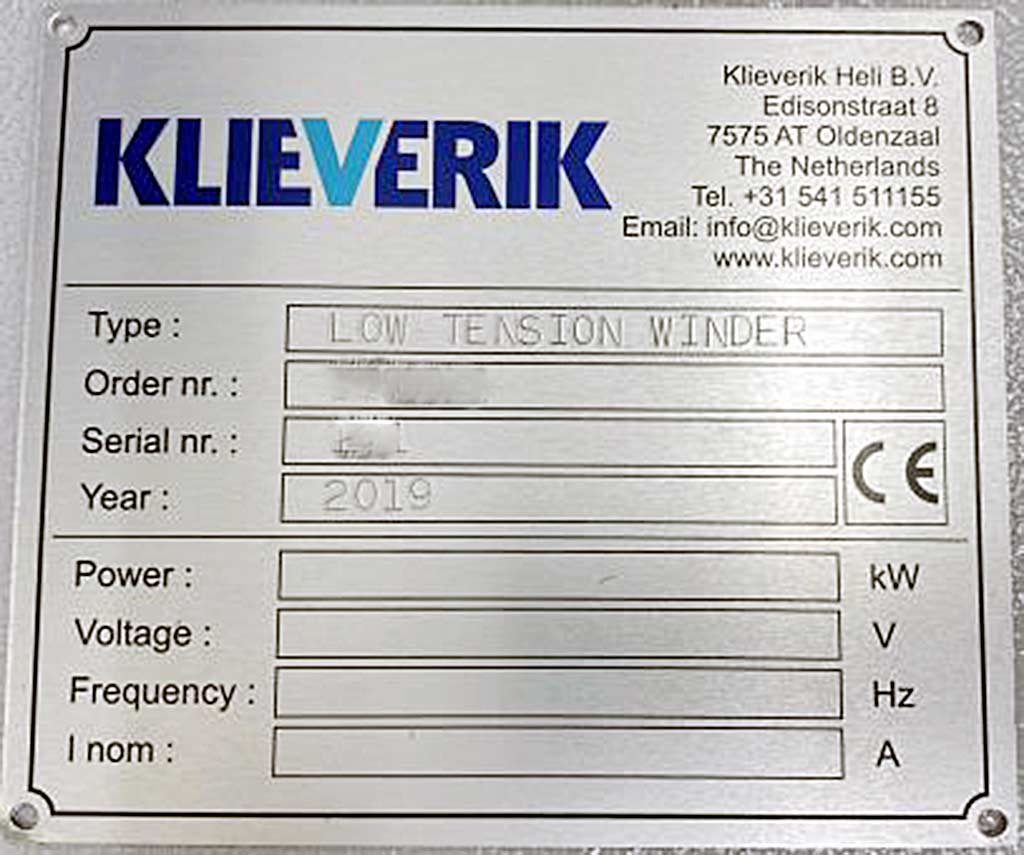 KLIEVERIK
Klieverik Heli B.V.
Edisonstraat 8
7575 AT Oldenzaal
The Netherlands
Tel. +31 541 511155
Email: info@klieverik.com
www.klieverik.com
Type : LOW TENSION WINDER
Order nr. :
Serial nr. :
CE
Year : 2019
Power : kW
Voltage : V
Frequency : Hz
I nom : A